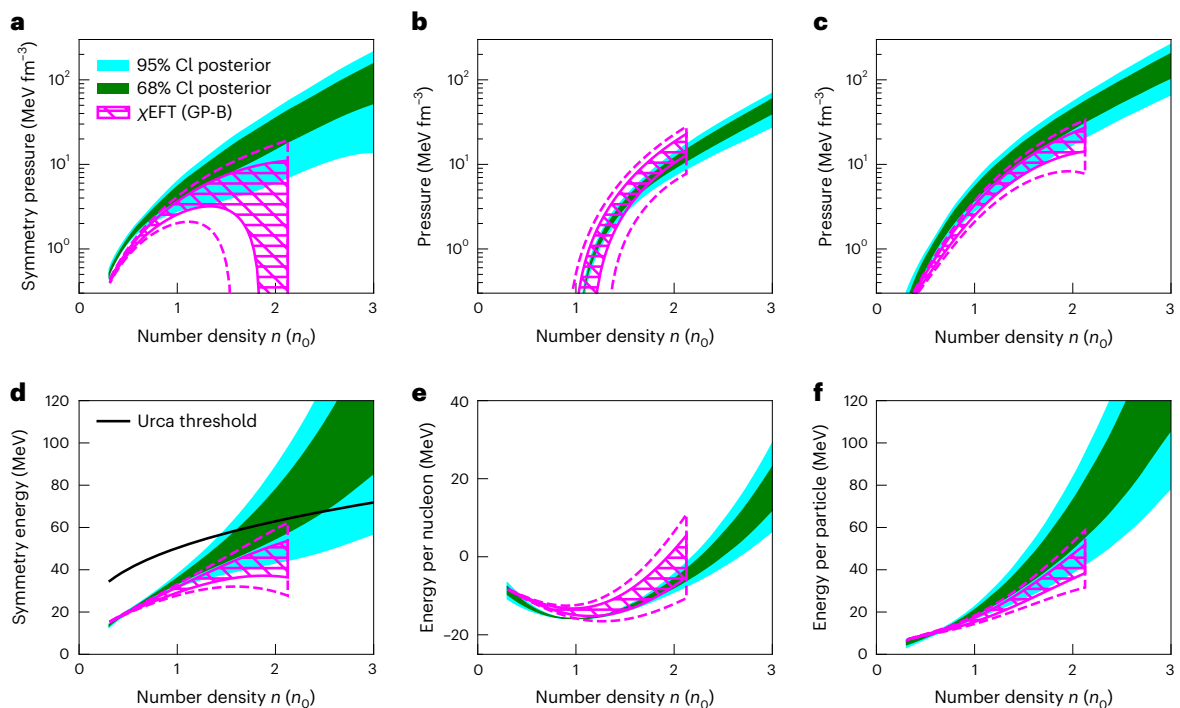 a
Symmetry pressure (MeV fm⁻³)
10²
10¹
10⁰
95% CI posterior
68% CI posterior
χEFT (GP-B)
0 1 2 3
Number density n (n₀)
b
Pressure (MeV fm⁻³)
10²
10¹
10⁰
0 1 2 3
Number density n (n₀)
c
Pressure (MeV fm⁻³)
10²
10¹
10⁰
0 1 2 3
Number density n (n₀)
d
Symmetry energy (MeV)
120
100
80
60
40
20
0
Urca threshold
0 1 2 3
Number density n (n₀)
e
Energy per nucleon (MeV)
40
20
0
−20
0 1 2 3
Number density n (n₀)
f
Energy per particle (MeV)
120
100
80
60
40
20
0
0 1 2 3
Number density n (n₀)